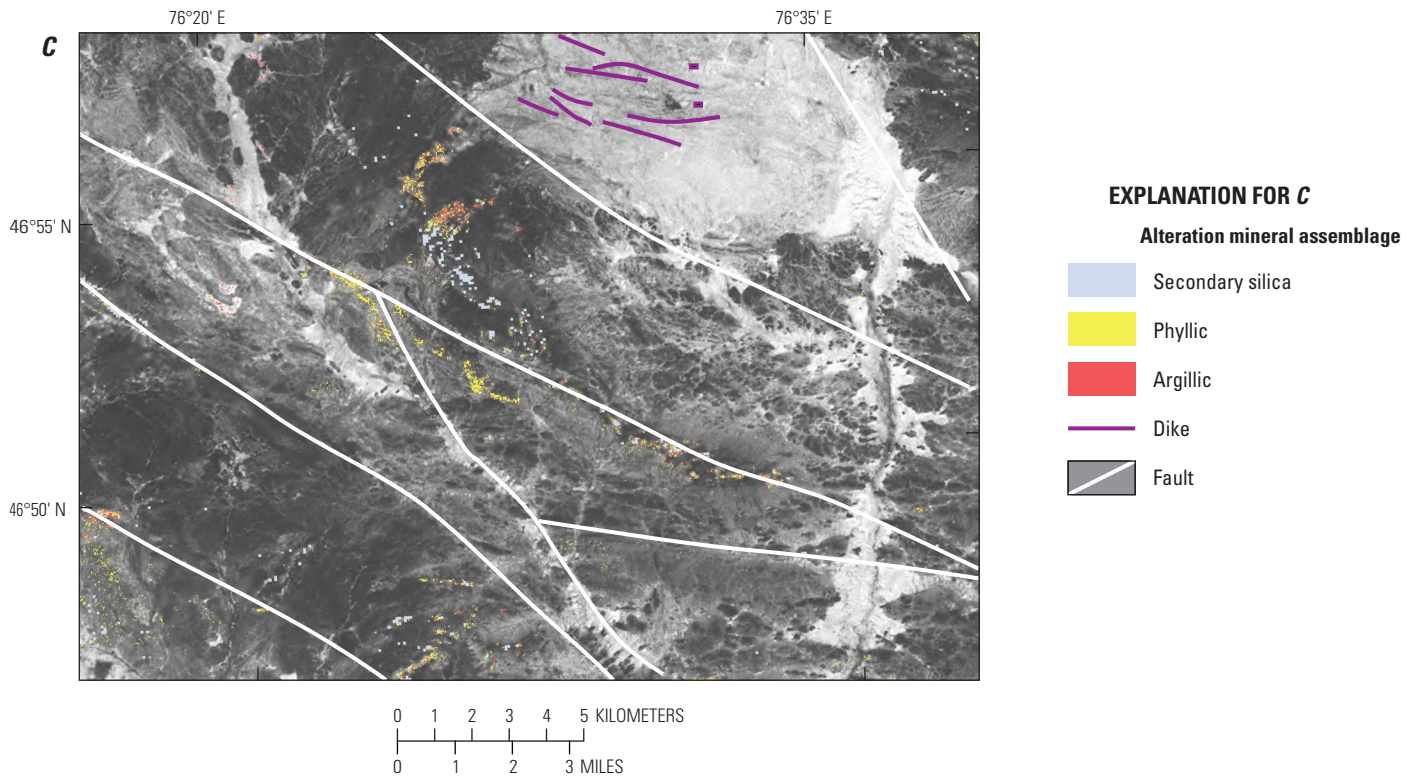 76°20' E 76°35' E
C
46°55' N
46°50' N
EXPLANATION FOR C
Alteration mineral assemblage
Secondary silica
Phyllic
Argillic
Dike
Fault
0 1 2 3 4 5 KILOMETERS
0 1 2 3 MILES